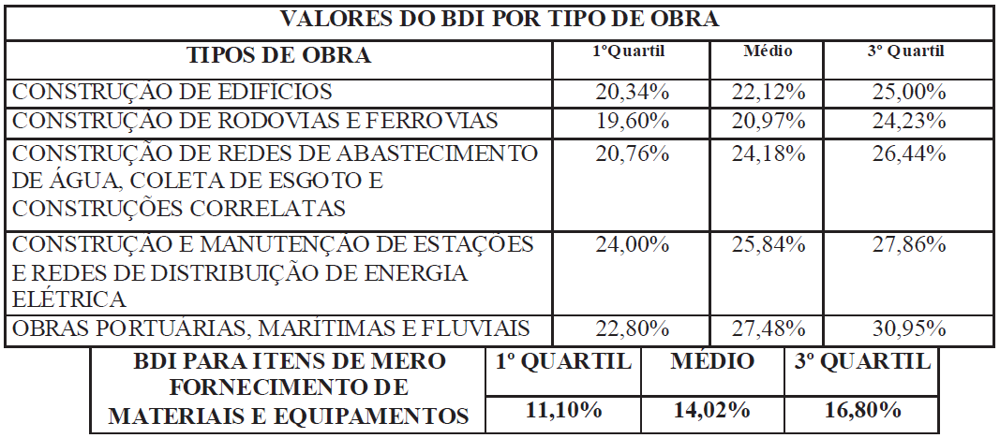 VALORES DO BDI POR TIPO DE OBRA
TIPOS DE OBRA 1ºQuartil Médio 3º Quartil
CONSTRUÇÃO DE EDIFICIOS 20,34% 22,12% 25,00%
CONSTRUÇÃO DE RODOVIAS E FERROVIAS 19,60% 20,97% 24,23%
CONSTRUÇÃO DE REDES DE ABASTECIMENTO 20,76% 24,18% 26,44%
DE ÁGUA, COLETA DE ESGOTO E
CONSTRUÇÕES CORRELATAS
CONSTRUÇÃO E MANUTENÇÃO DE ESTAÇÕES 24,00% 25,84% 27,86%
E REDES DE DISTRIBUIÇÃO DE ENERGIA
ELÉTRICA
OBRAS PORTUÁRIAS, MARÍTIMAS E FLUVIAIS 22,80% 27,48% 30,95%
BDI PARA ITENS DE MERO 1º QUARTIL MÉDIO 3º QUARTIL
FORNECIMENTO DE
MATERIAIS E EQUIPAMENTOS 11,10% 14,02% 16,80%